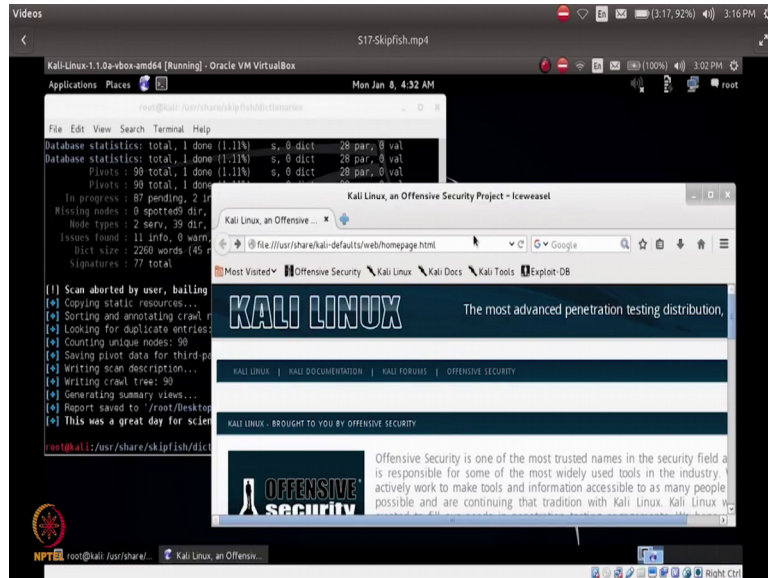 Videos
En (3:17, 92%) 3:16 PM
S17-Skipfish.mp4
Kali-Linux-1.1.0a-vbox-amd64 [Running] - Oracle VM VirtualBox
En (100%) 3:02 PM
Applications Places
Mon Jan 8, 4:32 AM
root
root@kali: /usr/share/skipfish/dictionaries
File Edit View Search Terminal Help
Database statistics: total, 1 done (1.11%) s, 0 dict 28 par, 0 val
Database statistics: total, 1 done (1.11%) s, 0 dict 28 par, 0 val
Pivots : 90 total, 1 done (1.11%) s, 0 dict 28 par, 0 val
Pivots : 90 total, 1 done
In progress : 87 pending, 2 in
Missing nodes : 0 spotted9 dir,
Node types : 2 serv, 39 dir,
Issues found : 11 info, 0 warn,
Dict size : 2260 words (45 n
Signatures : 77 total
[!] Scan aborted by user, bailing
[+] Copying static resources...
[+] Sorting and annotating crawl n
[+] Looking for duplicate entries:
[+] Counting unique nodes: 90
[+] Saving pivot data for third-pa
[+] Writing scan description...
[+] Writing crawl tree: 90
[+] Generating summary views...
[+] Report saved to '/root/Desktop
[+] This was a great day for scien
root@kali:/usr/share/skipfish/dict
Kali Linux, an Offensive Security Project - Iceweasel
Kali Linux, an Offensive ...
file:///usr/share/kali-defaults/web/homepage.html
Google
Most Visited Offensive Security Kali Linux Kali Docs Kali Tools Exploit-DB
KALI LINUX
The most advanced penetration testing distribution,
KALI LINUX | KALI DOCUMENTATION | KALI FORUMS | OFFENSIVE SECURITY
KALI LINUX - BROUGHT TO YOU BY OFFENSIVE SECURITY
OFFENSIVE
security
Offensive Security is one of the most trusted names in the security field a
is responsible for some of the most widely used tools in the industry.
actively work to make tools and information accessible to as many people
possible and are continuing that tradition with Kali Linux. Kali Linux w
NPTEL
root@kali: /usr/share/...
Kali Linux, an Offensiv...
Right Ctrl